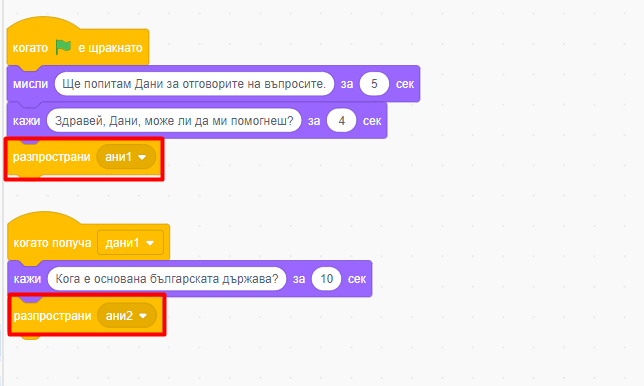 когато е щракнато
мисли Ще попитам Дани за отговорите на въпросите. за 5 сек
кажи Здравей, Дани, може ли да ми помогнеш? за 4 сек
разпространи ани1
когато получа дани1
кажи Кога е основана българската държава? за 10 сек
разпространи ани2